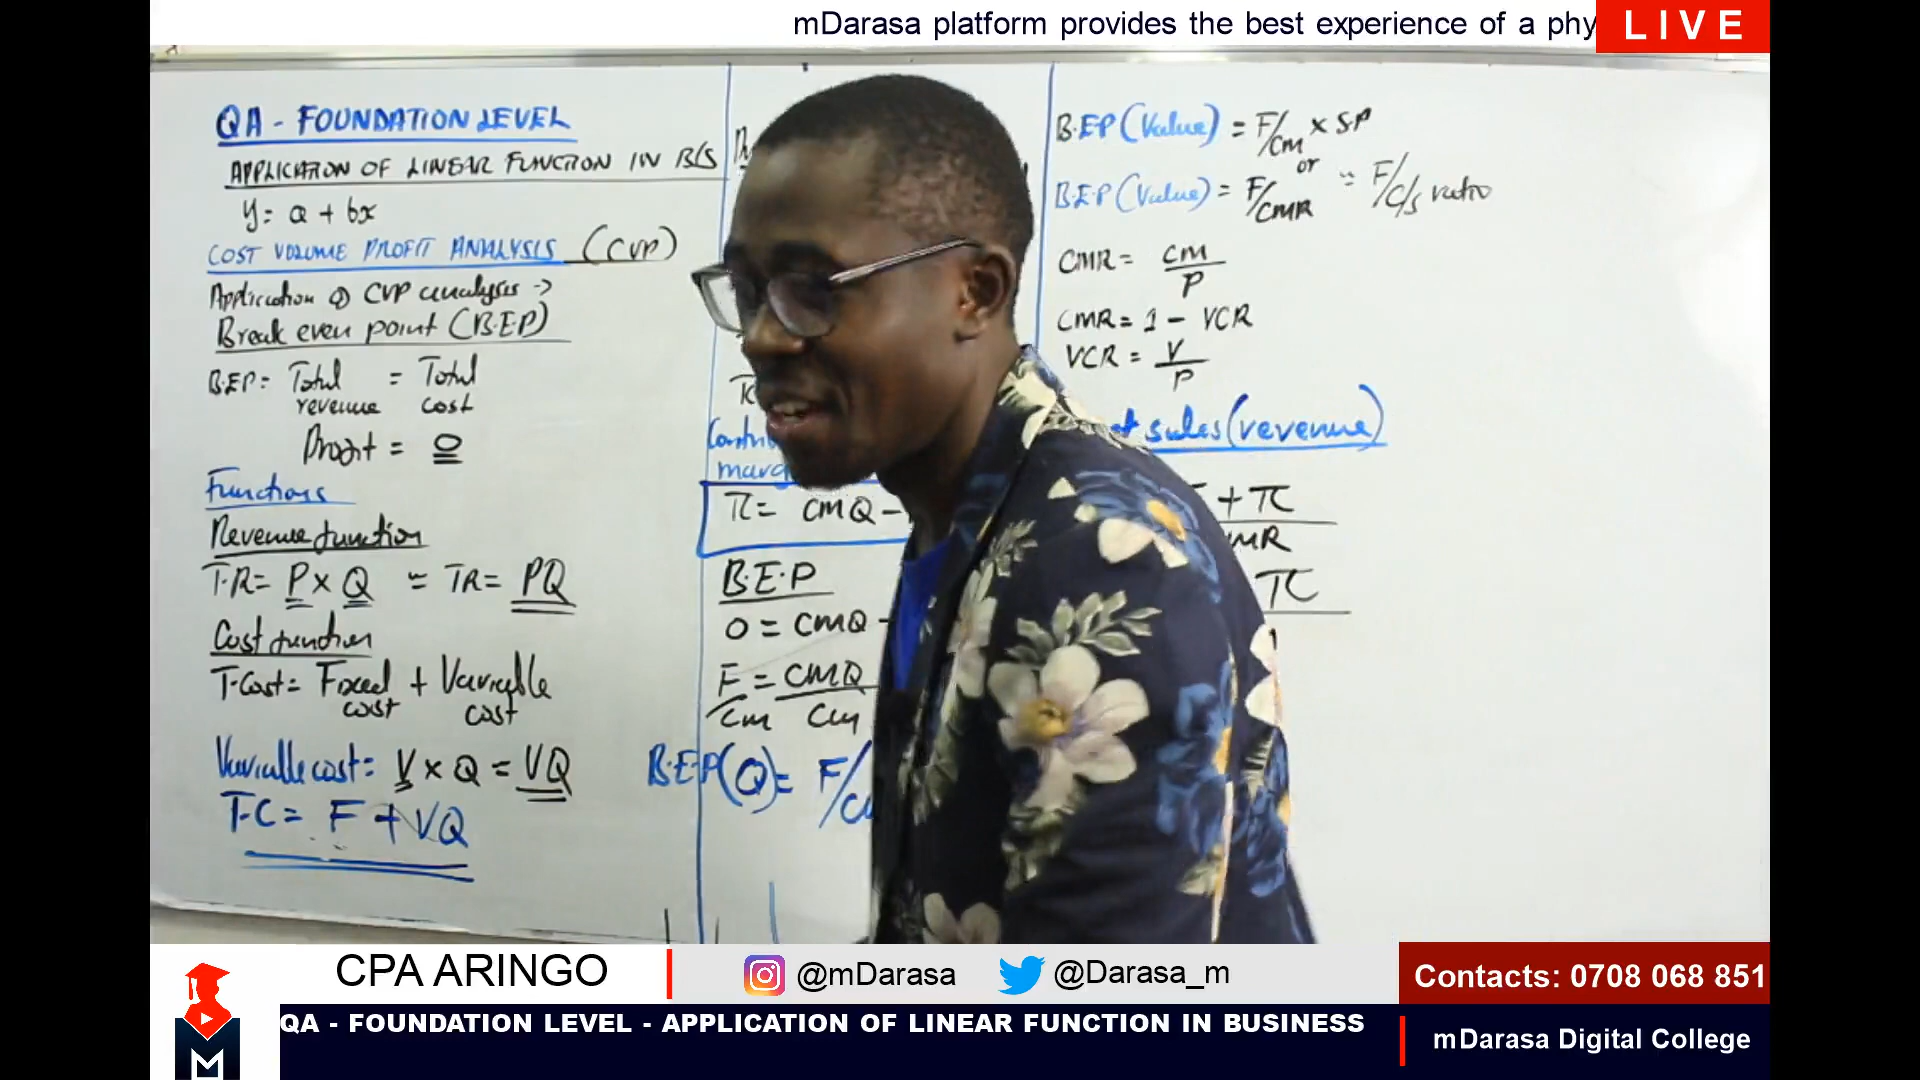 mDarasa platform provides the best experience of a phy
LIVE
QA - FOUNDATION LEVEL
APPLICATION OF LINEAR FUNCTION IN B/S
y = a + bx
COST VOLUME PROFIT ANALYSIS (CVP)
Application of CVP analysis →
Break even point (B.E.P)
B.E.P = Total revenue = Total cost
Profit = 0
Functions
Revenue function
T.R = P x Q = TR = PQ
Cost function
T.Cost = Fixed cost + Variable cost
Variable cost = V x Q = VQ
T.C = F + VQ
π = CMQ -
B.E.P
0 = CMQ -
F = CMQ
CM CM
B.E.P (Q) = F/
B.E.P (Value) = F/CM x S.P
or
B.E.P (Value) = F/CMR = F/C/S ratio
CMR = CM
P
CMR = 1 - VCR
VCR = V
P
sales (revenue)
+ π
MR
π
CPA ARINGO
@mDarasa
@Darasa_m
Contacts: 0708 068 851
QA - FOUNDATION LEVEL - APPLICATION OF LINEAR FUNCTION IN BUSINESS
mDarasa Digital College
M